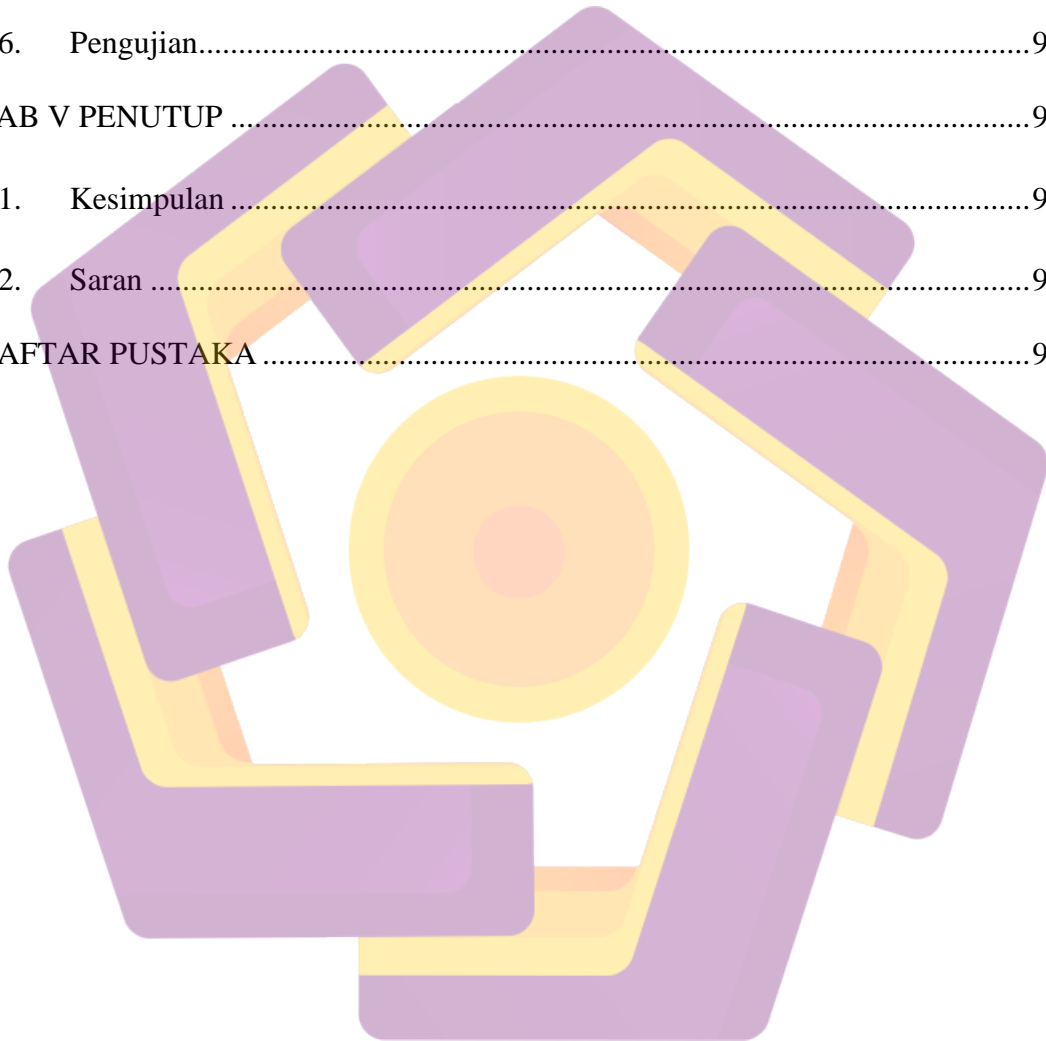 6. Pengujian.......................................................................................................9
AB V PENUTUP ...................................................................................................9
1. Kesimpulan ...................................................................................................9
2. Saran .............................................................................................................9
AFTAR PUSTAKA ...............................................................................................9